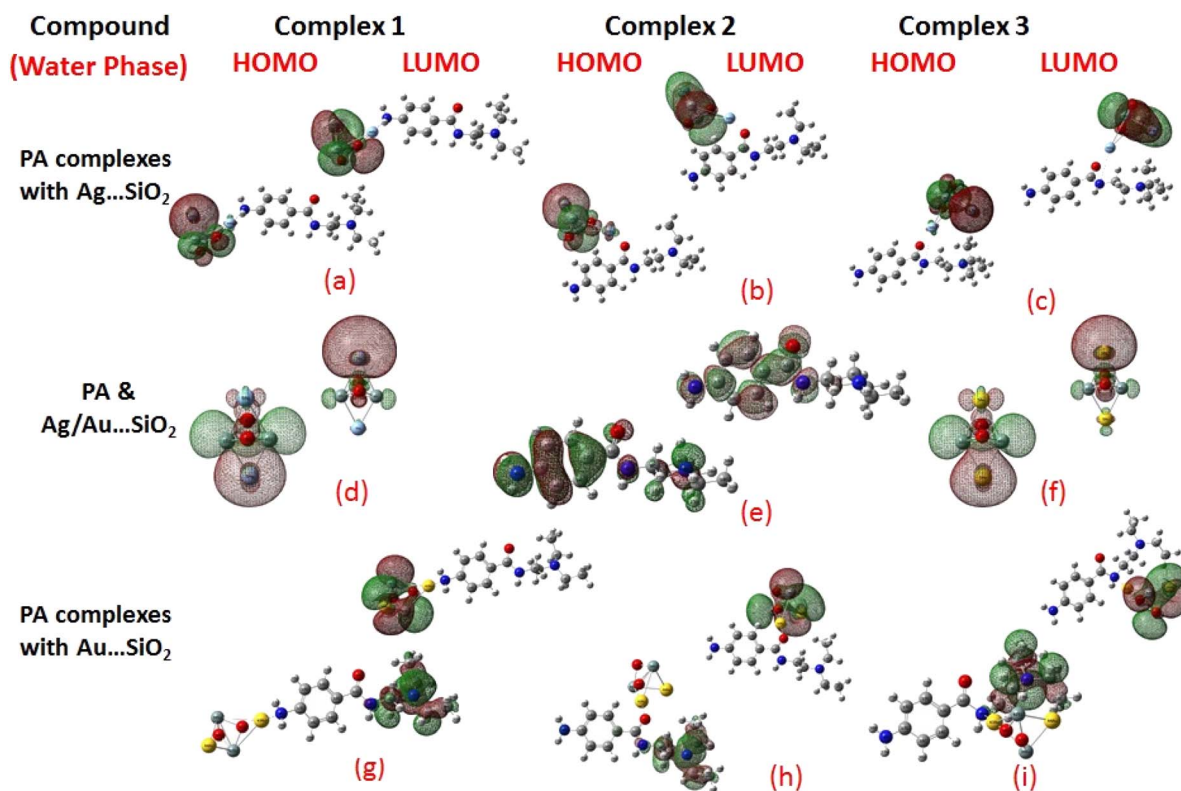 Compound Complex 1 Complex 2 Complex 3
(Water Phase) HOMO LUMO HOMO LUMO HOMO LUMO
PA complexes
with Ag...SiO₂
(a) (b) (c)
PA &
Ag/Au...SiO₂
(d) (e) (f)
PA complexes
with Au...SiO₂
(g) (h) (i)